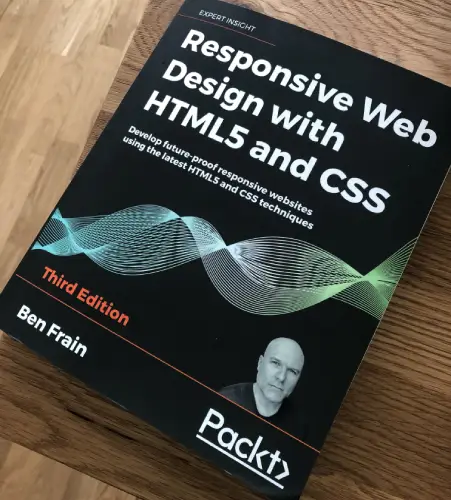 EXPERT INSIGHT
Responsive Web
Design with
HTML5 and CSS
Develop future-proof responsive websites
using the latest HTML5 and CSS techniques
Third Edition
Ben Frain
Packt>